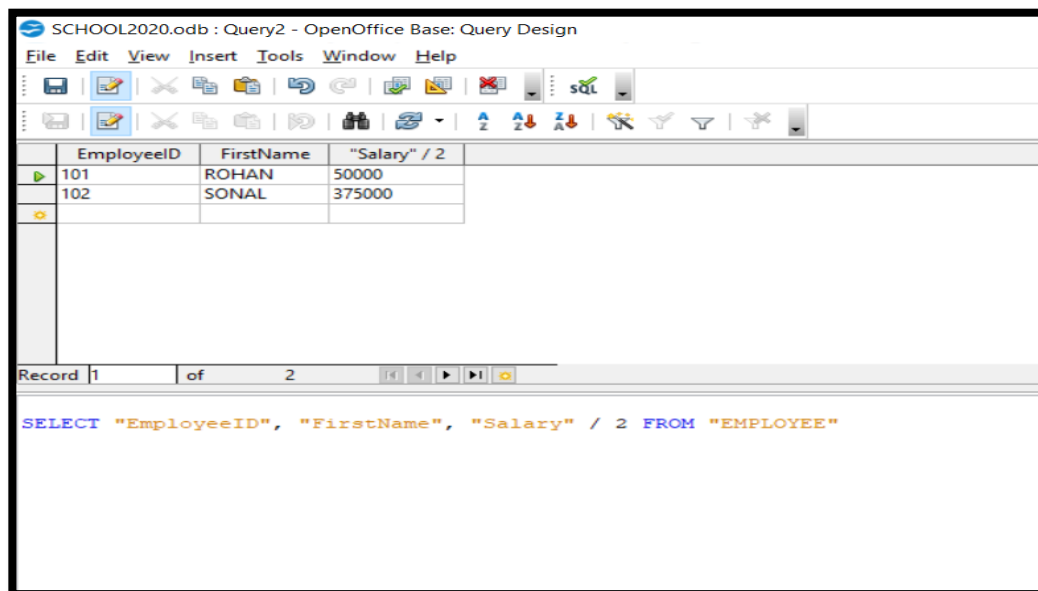 SCHOOL2020.odb : Query2 - OpenOffice Base: Query Design
File Edit View Insert Tools Window Help
SQL
A Z A Z Z A
EmployeeID FirstName "Salary" / 2
101 ROHAN 50000
102 SONAL 375000
Record 1 of 2
SELECT "EmployeeID", "FirstName", "Salary" / 2 FROM "EMPLOYEE"